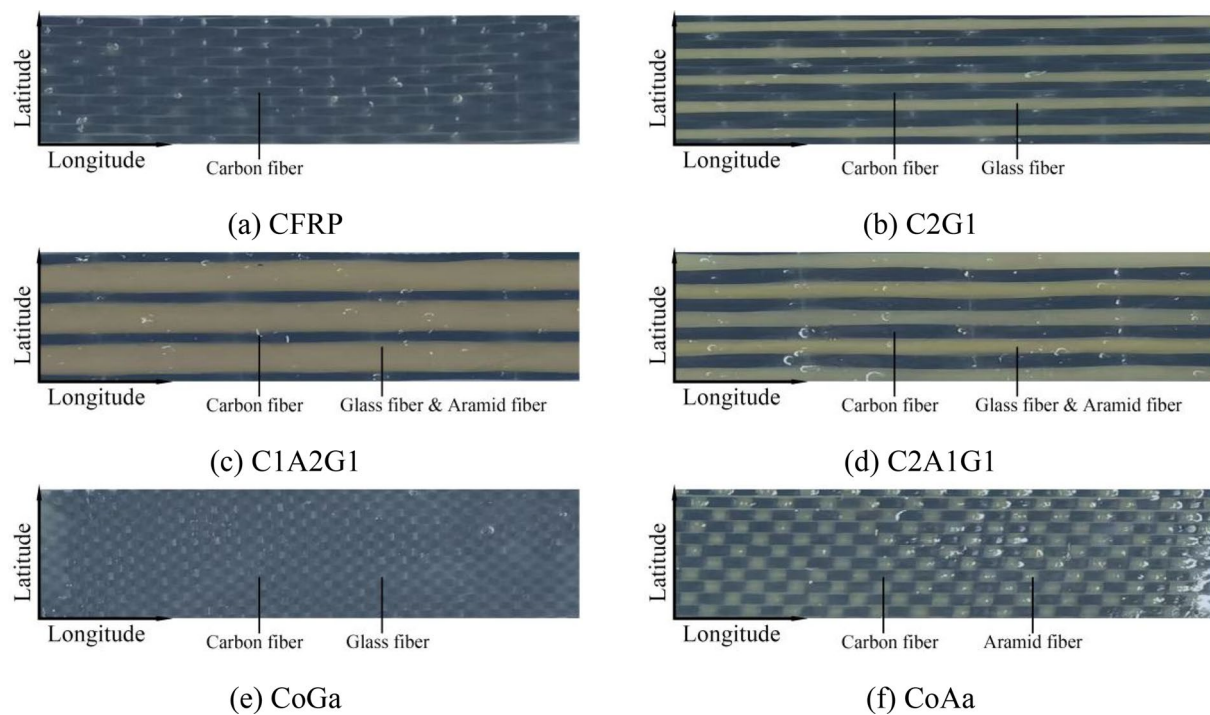 Latitude
Longitude
Carbon fiber
(a) CFRP
Latitude
Longitude
Carbon fiber Glass fiber
(b) C2G1
Latitude
Longitude
Carbon fiber Glass fiber & Aramid fiber
(c) C1A2G1
Latitude
Longitude
Carbon fiber Glass fiber & Aramid fiber
(d) C2A1G1
Latitude
Longitude
Carbon fiber Glass fiber
(e) CoGa
Latitude
Longitude
Carbon fiber Aramid fiber
(f) CoAa